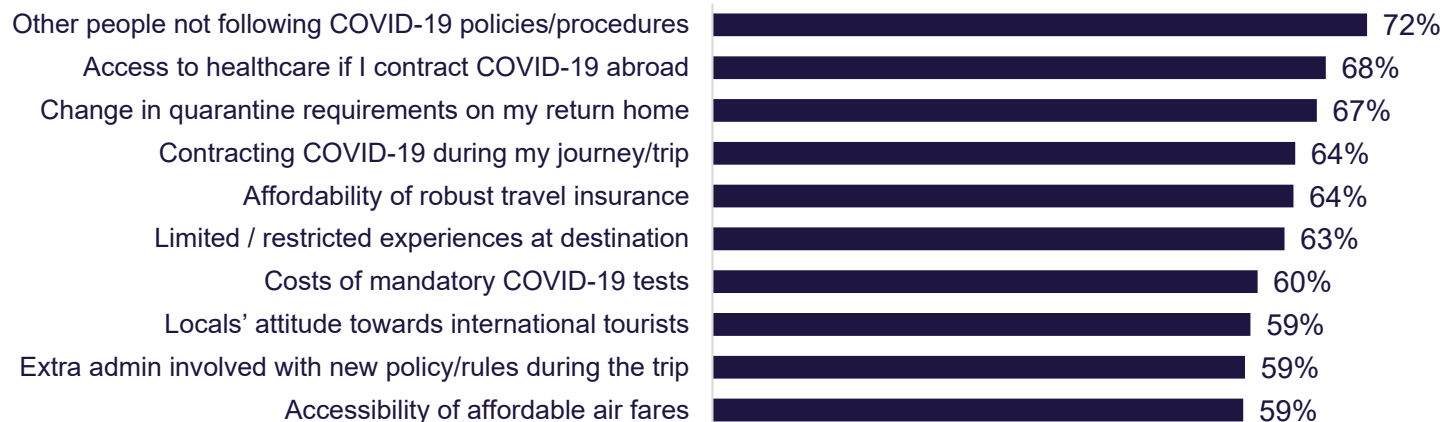 Other people not following COVID-19 policies/procedures 72%
Access to healthcare if I contract COVID-19 abroad 68%
Change in quarantine requirements on my return home 67%
Contracting COVID-19 during my journey/trip 64%
Affordability of robust travel insurance 64%
Limited / restricted experiences at destination 63%
Costs of mandatory COVID-19 tests 60%
Locals’ attitude towards international tourists 59%
Extra admin involved with new policy/rules during the trip 59%
Accessibility of affordable air fares 59%